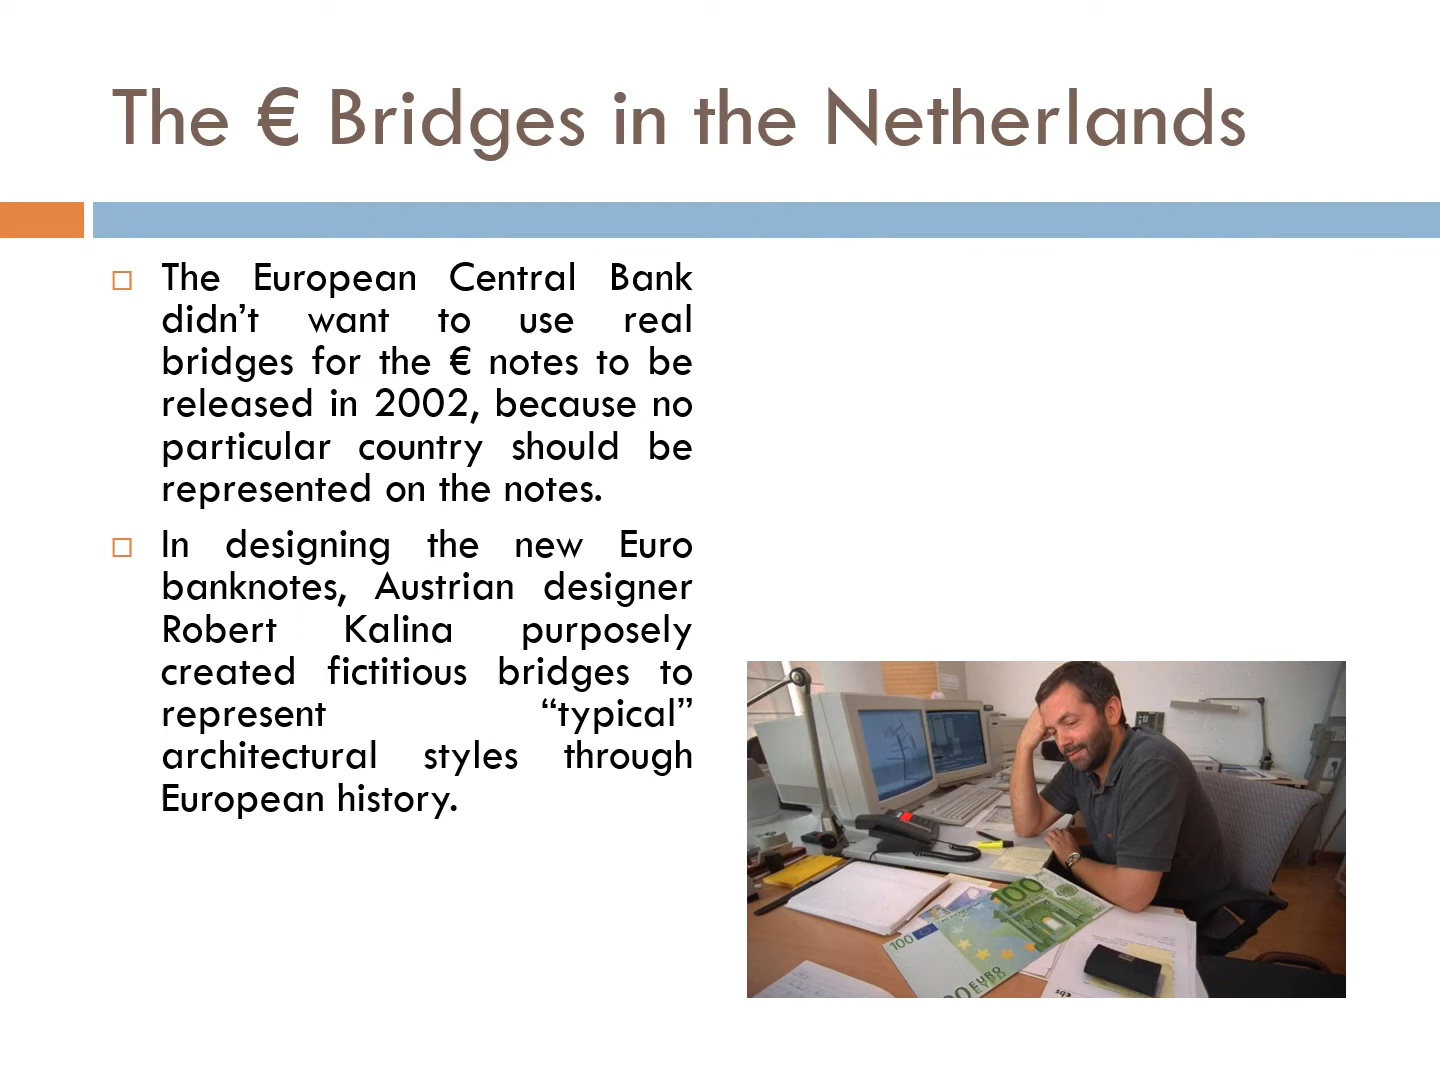 The € Bridges in the Netherlands
The European Central Bank
didn’t want to use real
bridges for the € notes to be
released in 2002, because no
particular country should be
represented on the notes.
In designing the new Euro
banknotes, Austrian designer
Robert Kalina purposely
created fictitious bridges to
represent “typical”
architectural styles through
European history.
100
100
100
EURO
ΕΥΡΩ
ebs